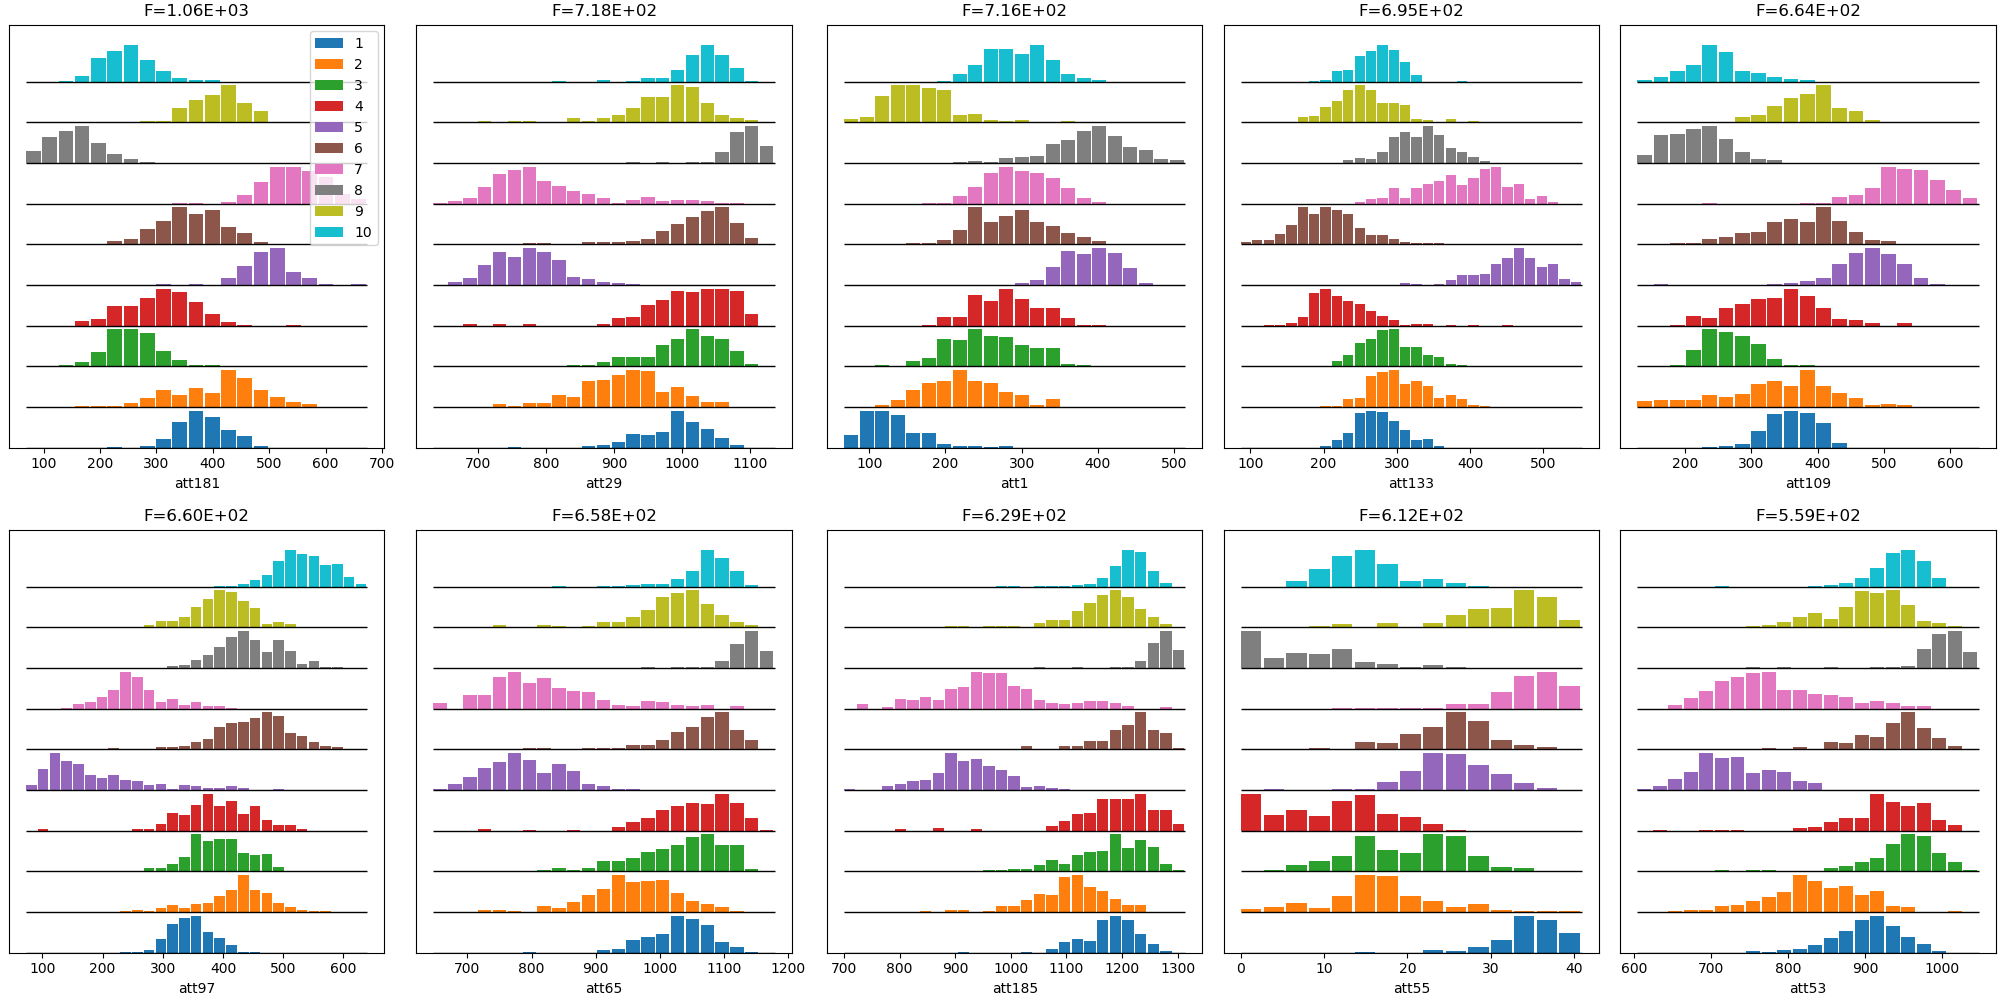 F=1.06E+03
F=7.18E+02
F=7.16E+02
F=6.95E+02
F=6.64E+02
1
2
3
4
5
6
7
8
9
10
100 200 300 400 500 600 700
700 800 900 1000 1100
100 200 300 400 500
100 200 300 400 500
200 300 400 500 600
att181
att29
att1
att133
att109
F=6.60E+02
F=6.58E+02
F=6.29E+02
F=6.12E+02
F=5.59E+02
100 200 300 400 500 600
700 800 900 1000 1100 1200
700 800 900 1000 1100 1200 1300
0 10 20 30 40
600 700 800 900 1000
att97
att65
att185
att55
att53